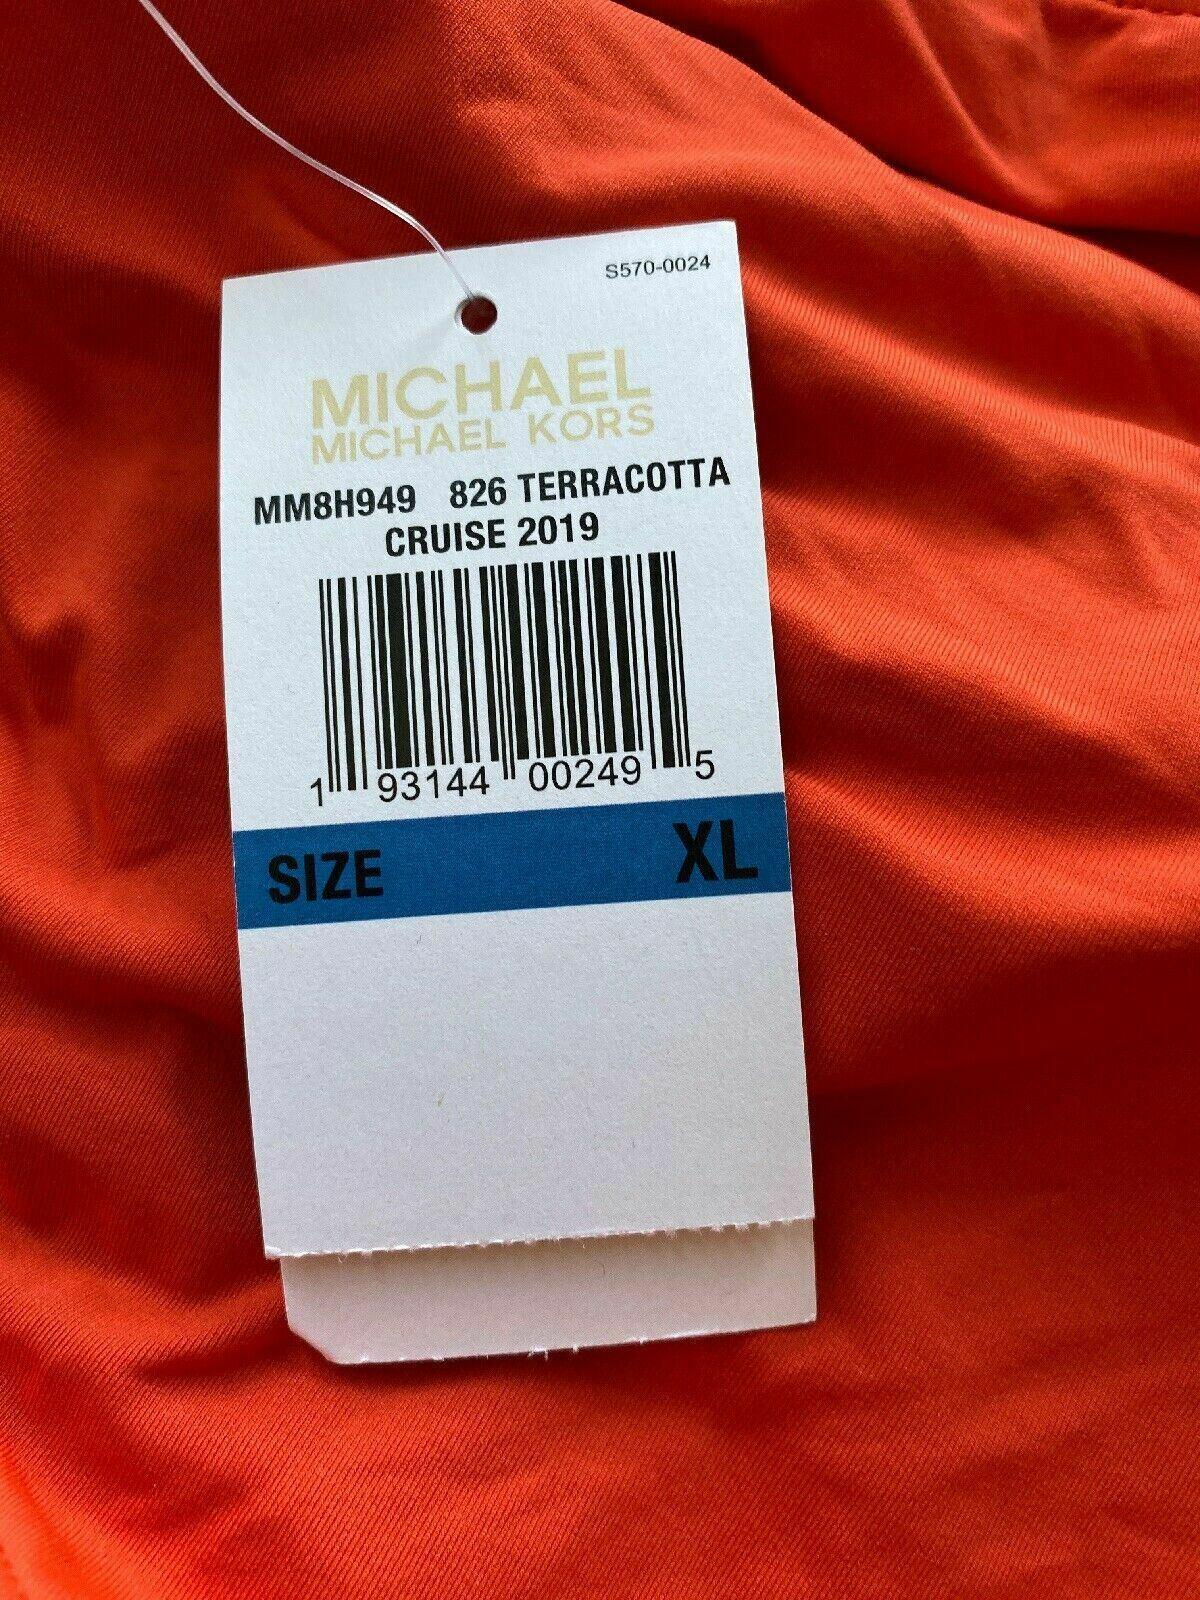 S570-0024
MICHAEL
MICHAEL KORS
MM8H949 826 TERRACOTTA
CRUISE 2019
1 93144 00249 5
SIZE XL